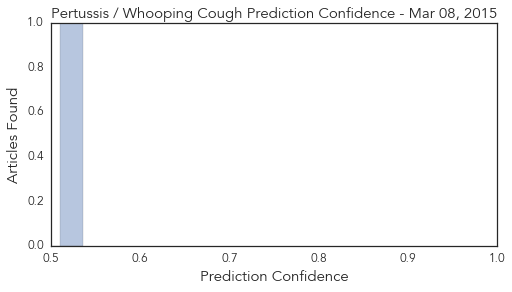 Pertussis / Whooping Cough Prediction Confidence - Mar 08, 2015
1.0
0.8
0.6
0.4
0.2
0.0
Articles Found
0.5 0.6 0.7 0.8 0.9 1.0
Prediction Confidence